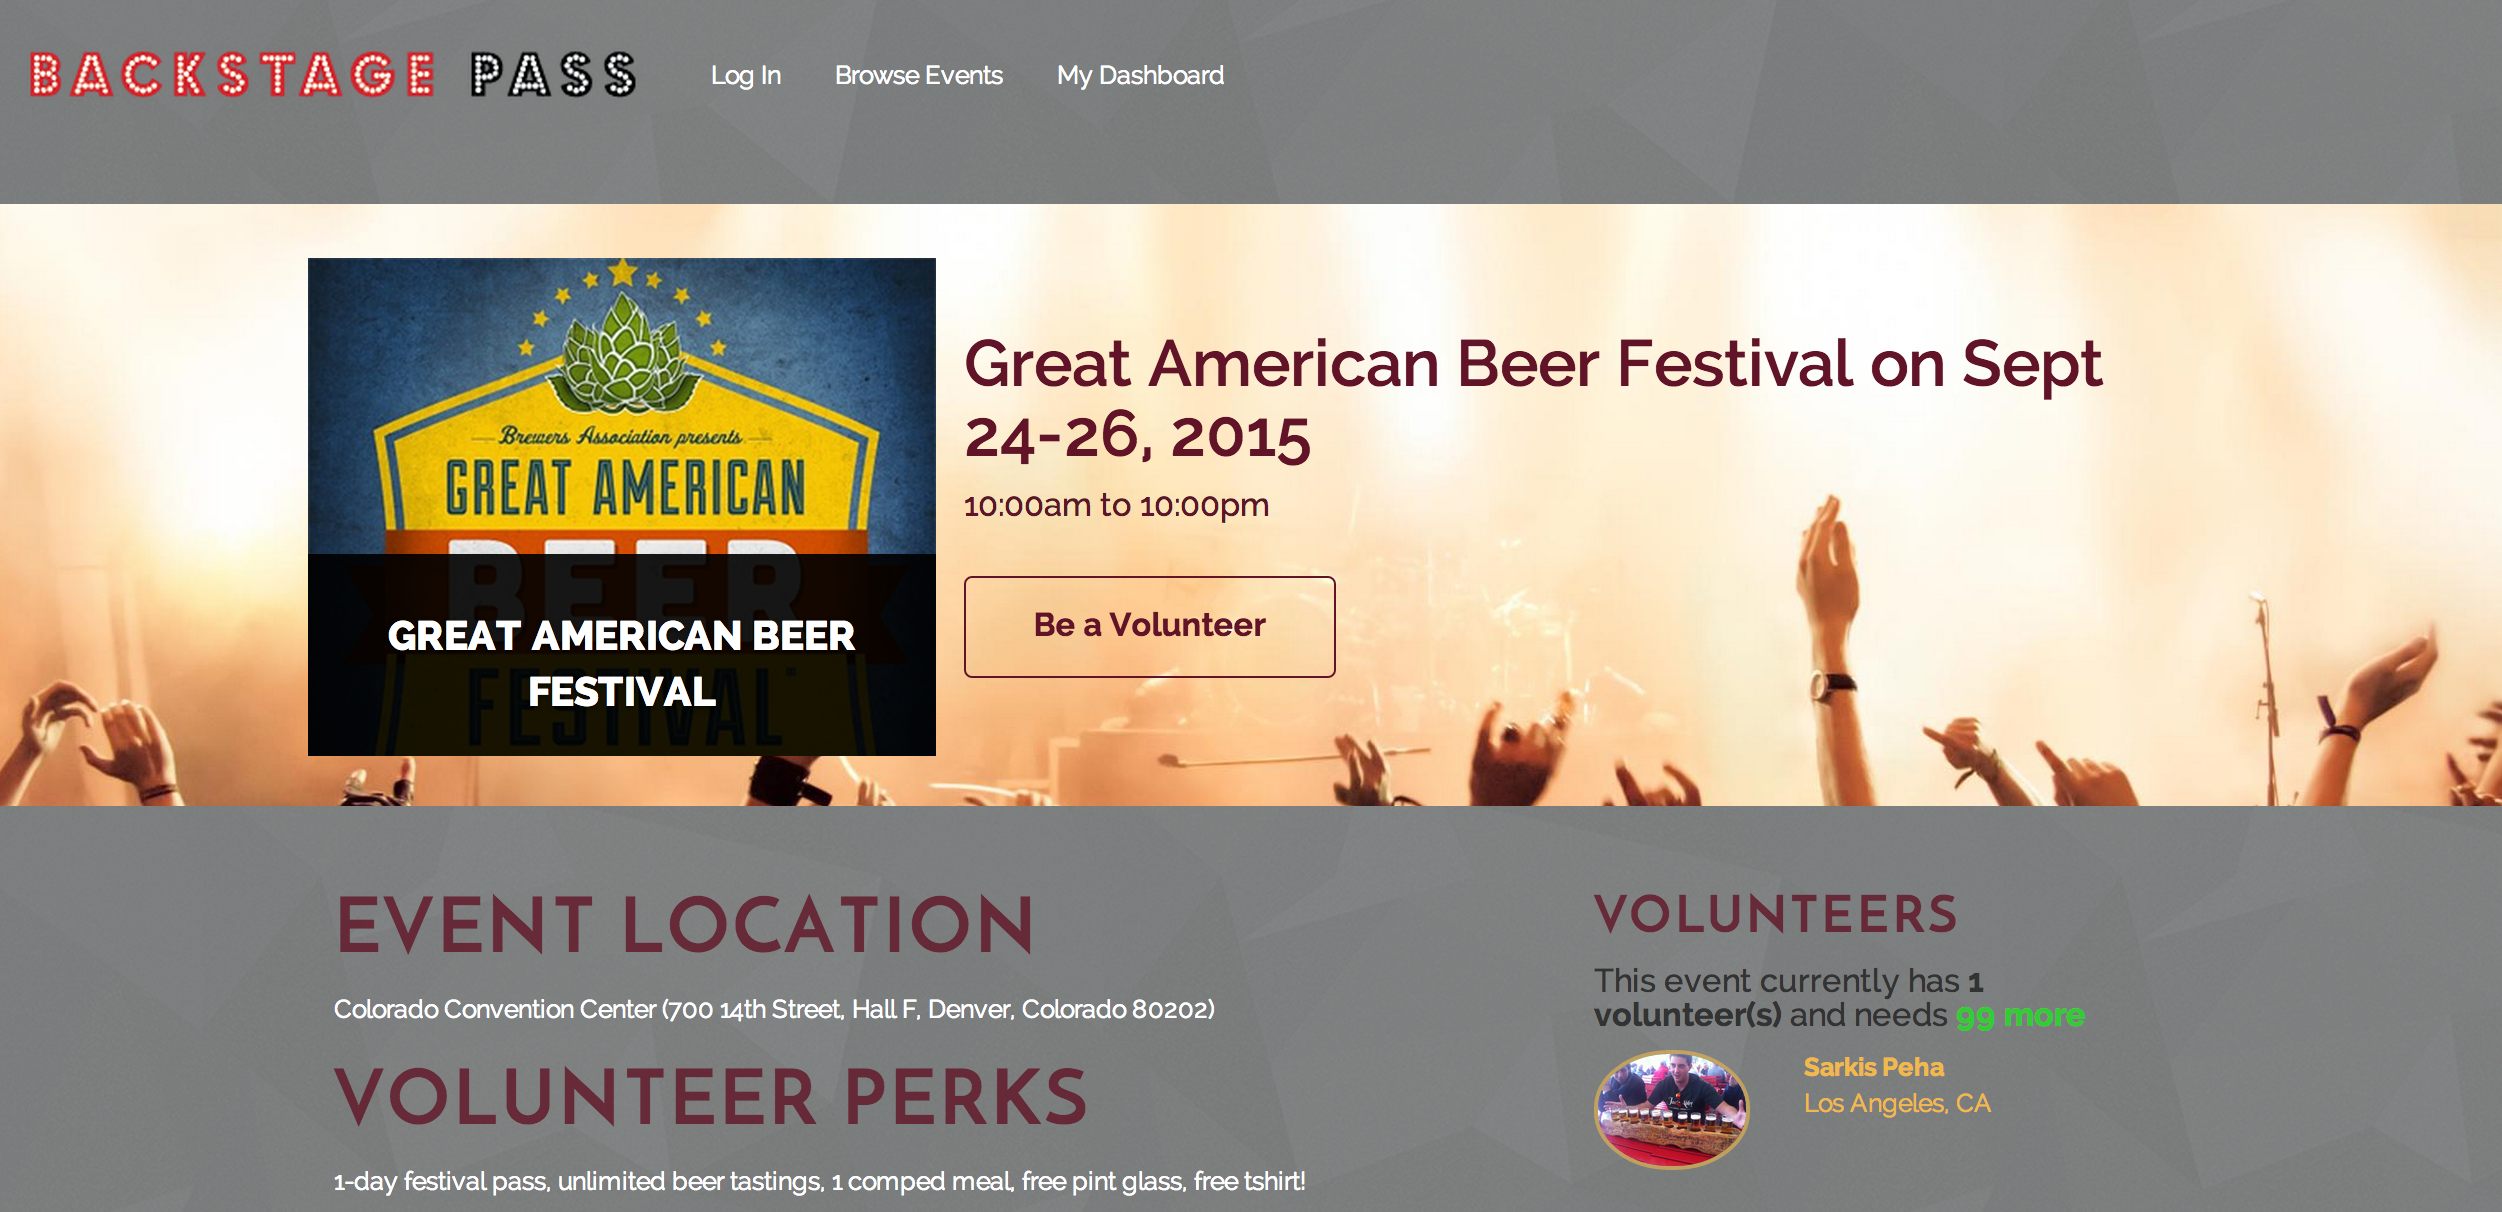 BACKSTAGE PASS
Log In
Browse Events
My Dashboard
Brewers Association presents
GREAT AMERICAN
BEER
FESTIVAL
GREAT AMERICAN BEER
FESTIVAL
Great American Beer Festival on Sept
24-26, 2015
10:00am to 10:00pm
Be a Volunteer
EVENT LOCATION
Colorado Convention Center (700 14th Street, Hall F, Denver, Colorado 80202)
VOLUNTEER PERKS
1-day festival pass, unlimited beer tastings, 1 comped meal, free pint glass, free tshirt!
VOLUNTEERS
This event currently has 1
volunteer(s) and needs 99 more
Sarkis Peha
Los Angeles, CA